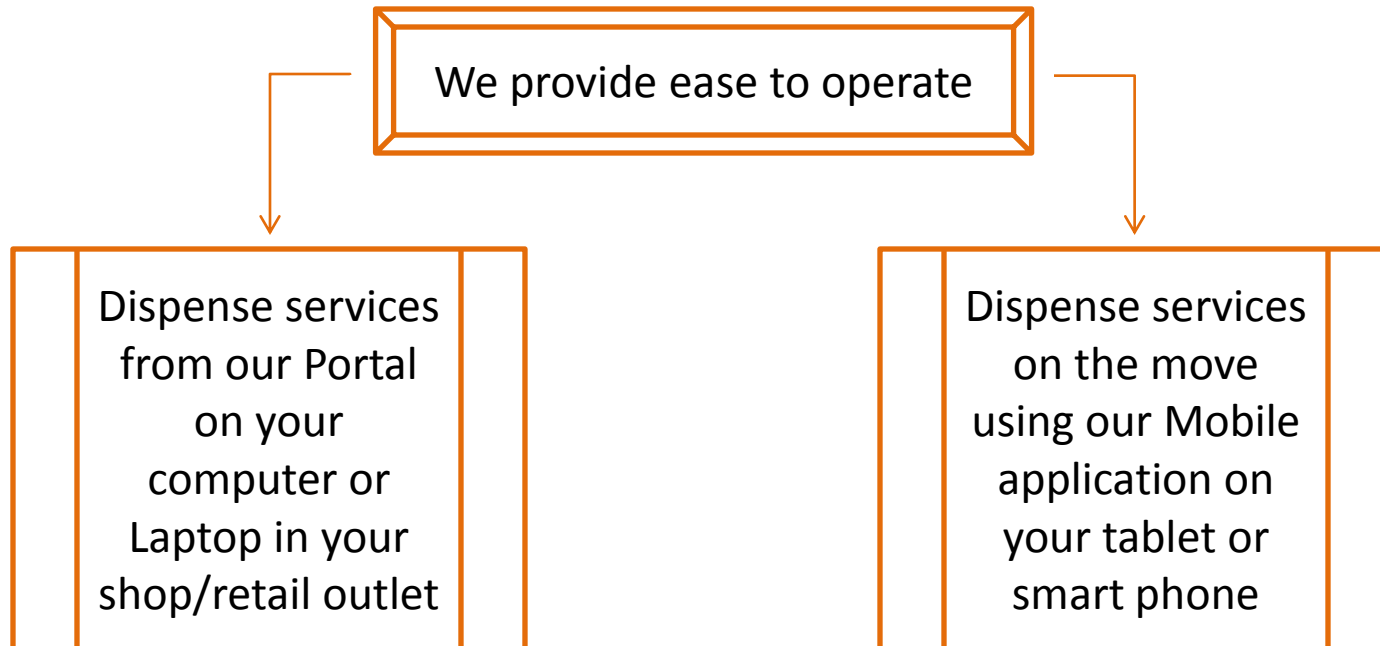 We provide ease to operate
Dispense services
from our Portal
on your
computer or
Laptop in your
shop/retail outlet
Dispense services
on the move
using our Mobile
application on
your tablet or
smart phone